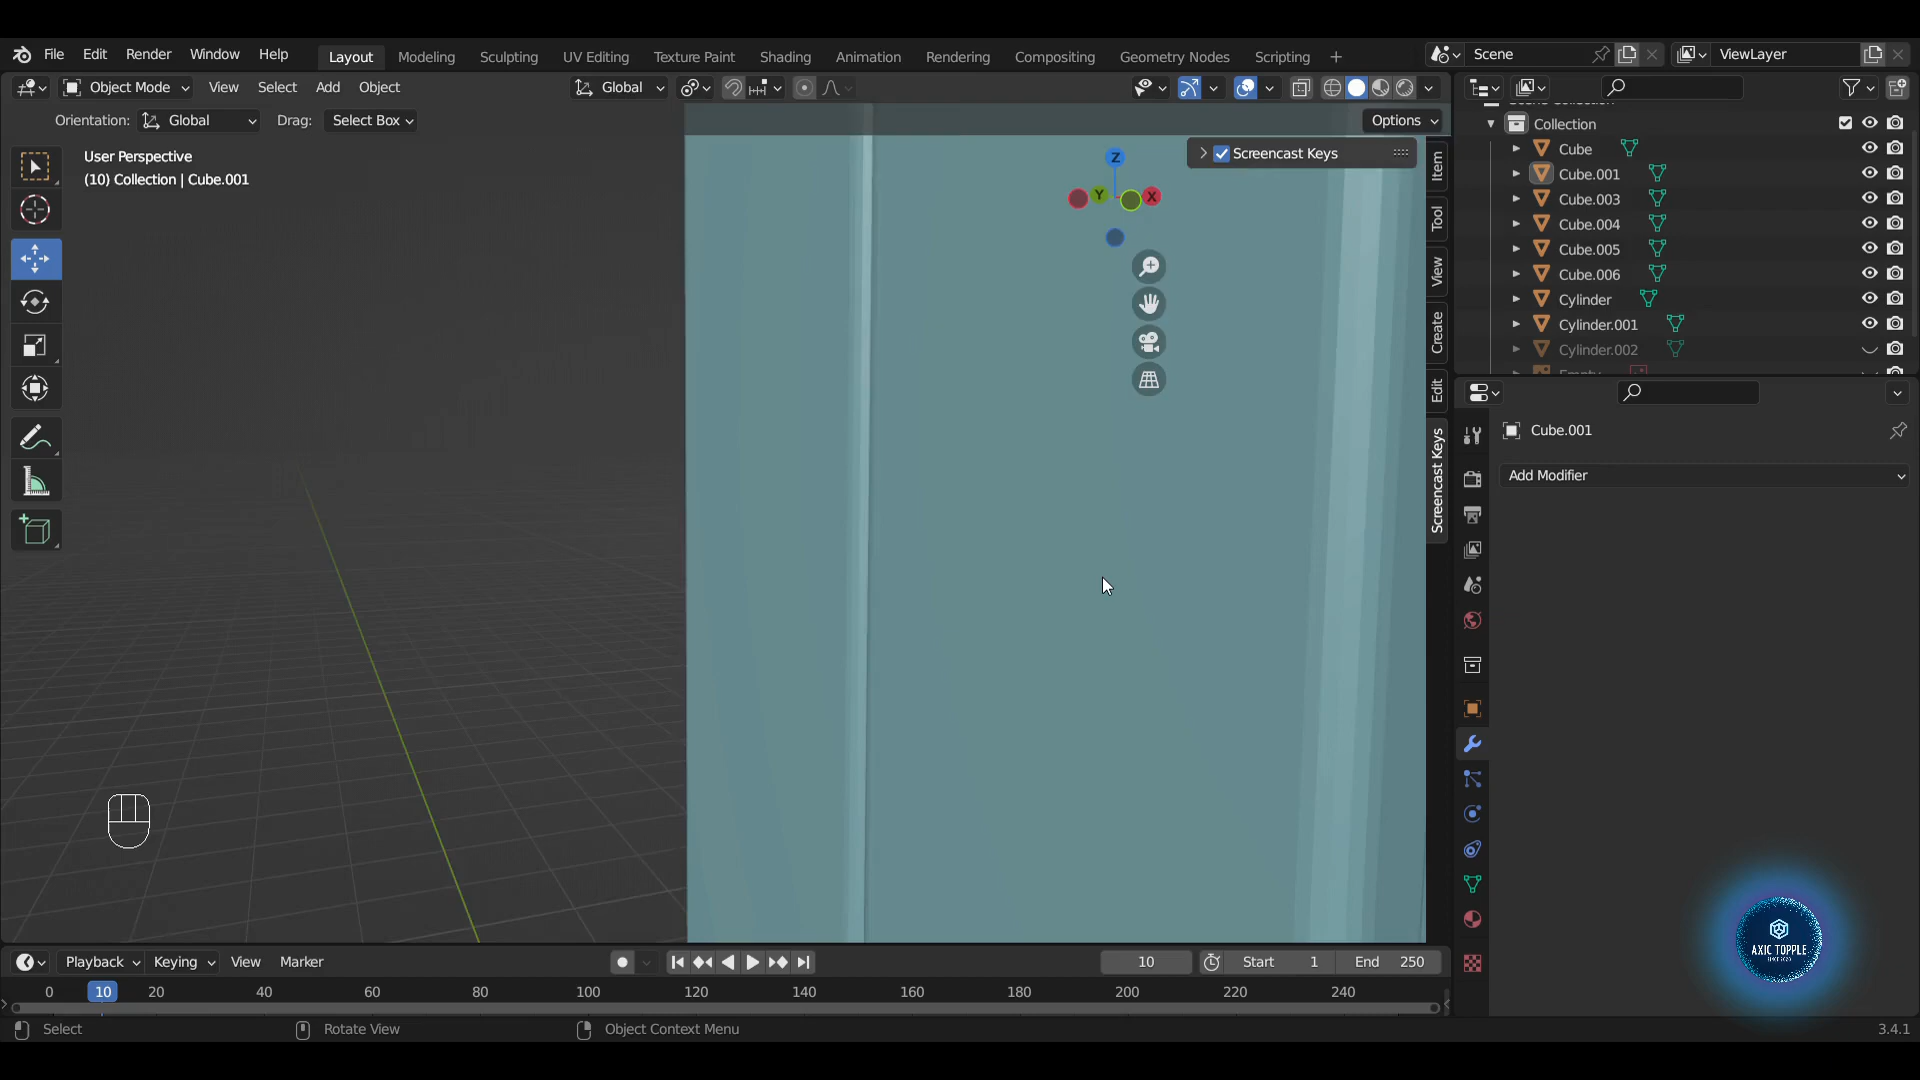 File Edit Render Window Help Layout Modeling Sculpting UV Editing Texture Paint Shading Animation Rendering Compositing Geometry Nodes Scripting + Scene ViewLayer
Object Mode View Select Add Object Global
Orientation: Global Drag: Select Box Options
User Perspective
(10) Collection | Cube.001
Screencast Keys
Z
Y
X
Item
Tool
View
Create
Edit
Screencast Keys
Collection
Cube
Cube.001
Cube.003
Cube.004
Cube.005
Cube.006
Cylinder
Cylinder.001
Cylinder.002
Cube.001
Add Modifier
AXIC TOPPLE
Playback Keying View Marker 10 Start 1 End 250
0 10 20 40 60 80 100 120 140 160 180 200 220 240
Select Rotate View Object Context Menu 3.4.1